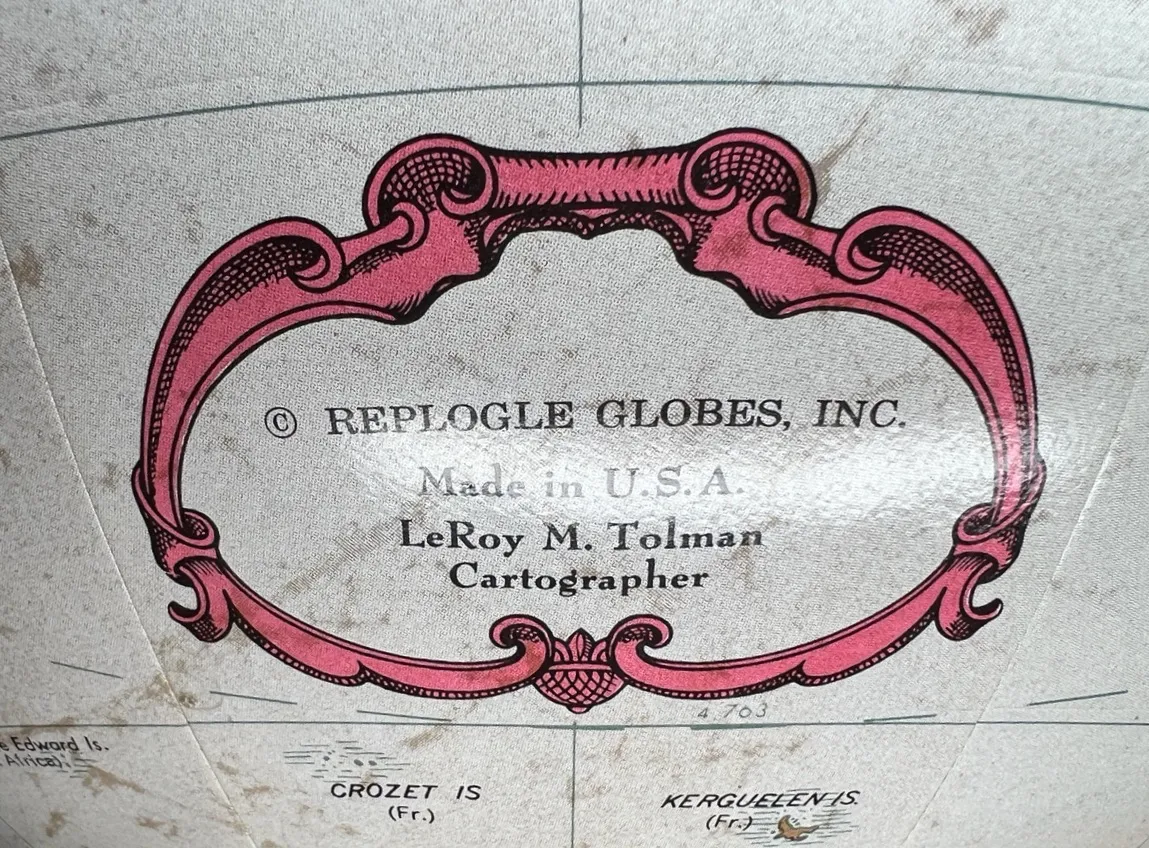 © REPLOGLE GLOBES, INC.
Made in U.S.A.
LeRoy M. Tolman
Cartographer
4 703
Edward Is.
Africa)
CROZET IS
(Fr.)
KERGUELEN IS.
(Fr.)